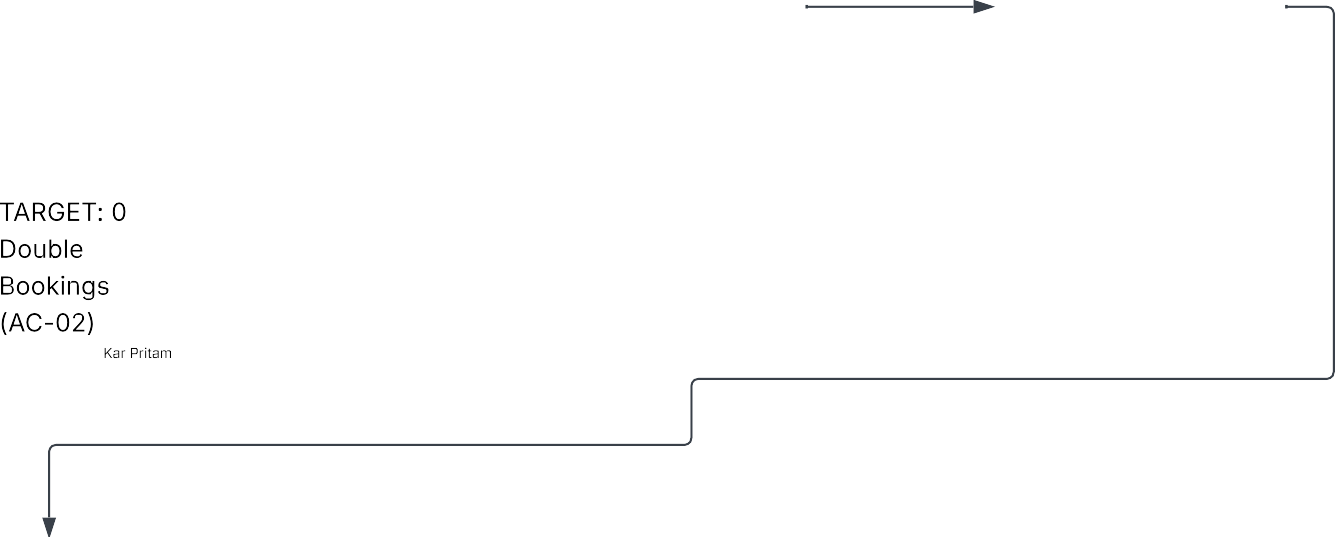 TARGET: 0
Double
Bookings
(AC-02)
Kar Pritam